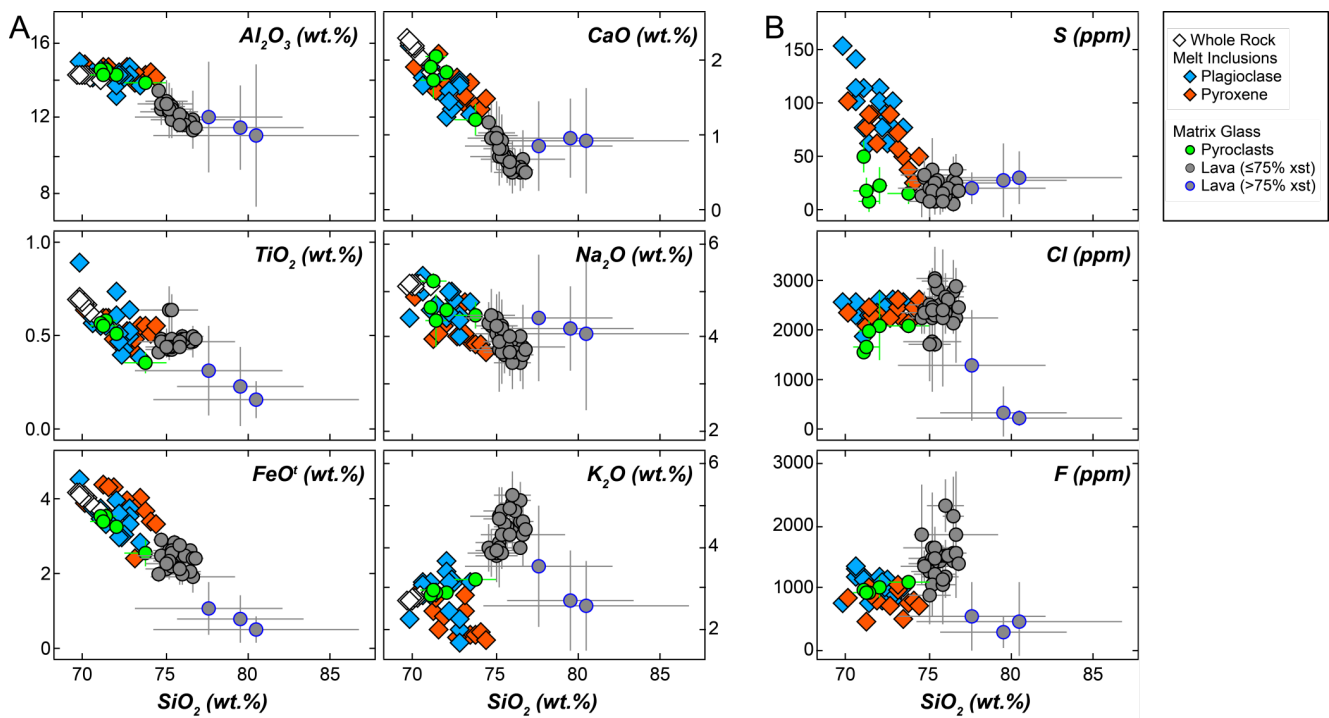 A
Al₂O₃ (wt.%)
16
14
12
10
8
CaO (wt.%)
2
1
0
TiO₂ (wt.%)
1.0
0.5
0.0
Na₂O (wt.%)
6
4
2
FeOᵗ (wt.%)
4
2
0
K₂O (wt.%)
6
4
2
70 75 80 85
SiO₂ (wt.%)
70 75 80 85
SiO₂ (wt.%)
B
S (ppm)
150
100
50
0
Cl (ppm)
3000
2000
1000
0
F (ppm)
3000
2000
1000
0
70 75 80 85
SiO₂ (wt.%)
Whole Rock
Melt Inclusions
Plagioclase
Pyroxene
Matrix Glass
Pyroclasts
Lava (≤75% xst)
Lava (>75% xst)